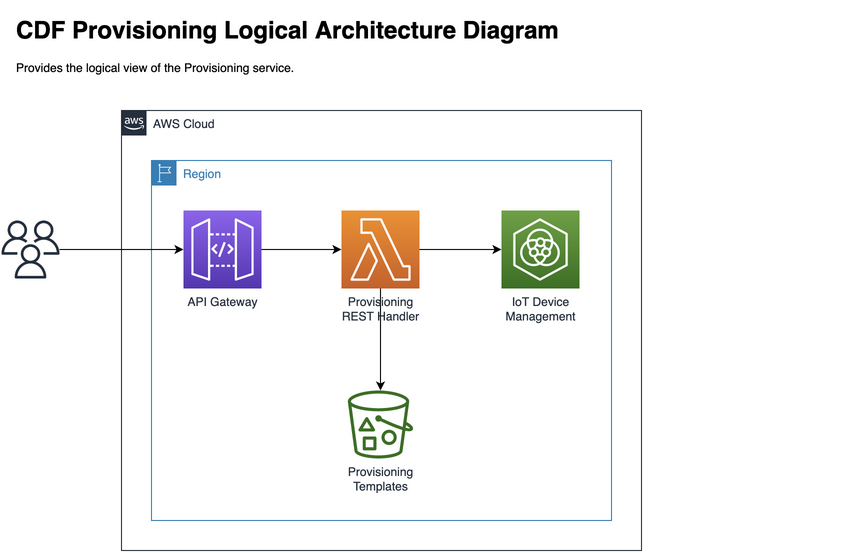 CDF Provisioning Logical Architecture Diagram
Provides the logical view of the Provisioning service.
aws
AWS Cloud
Region
</>
API Gateway
Provisioning
REST Handler
IoT Device
Management
Provisioning
Templates